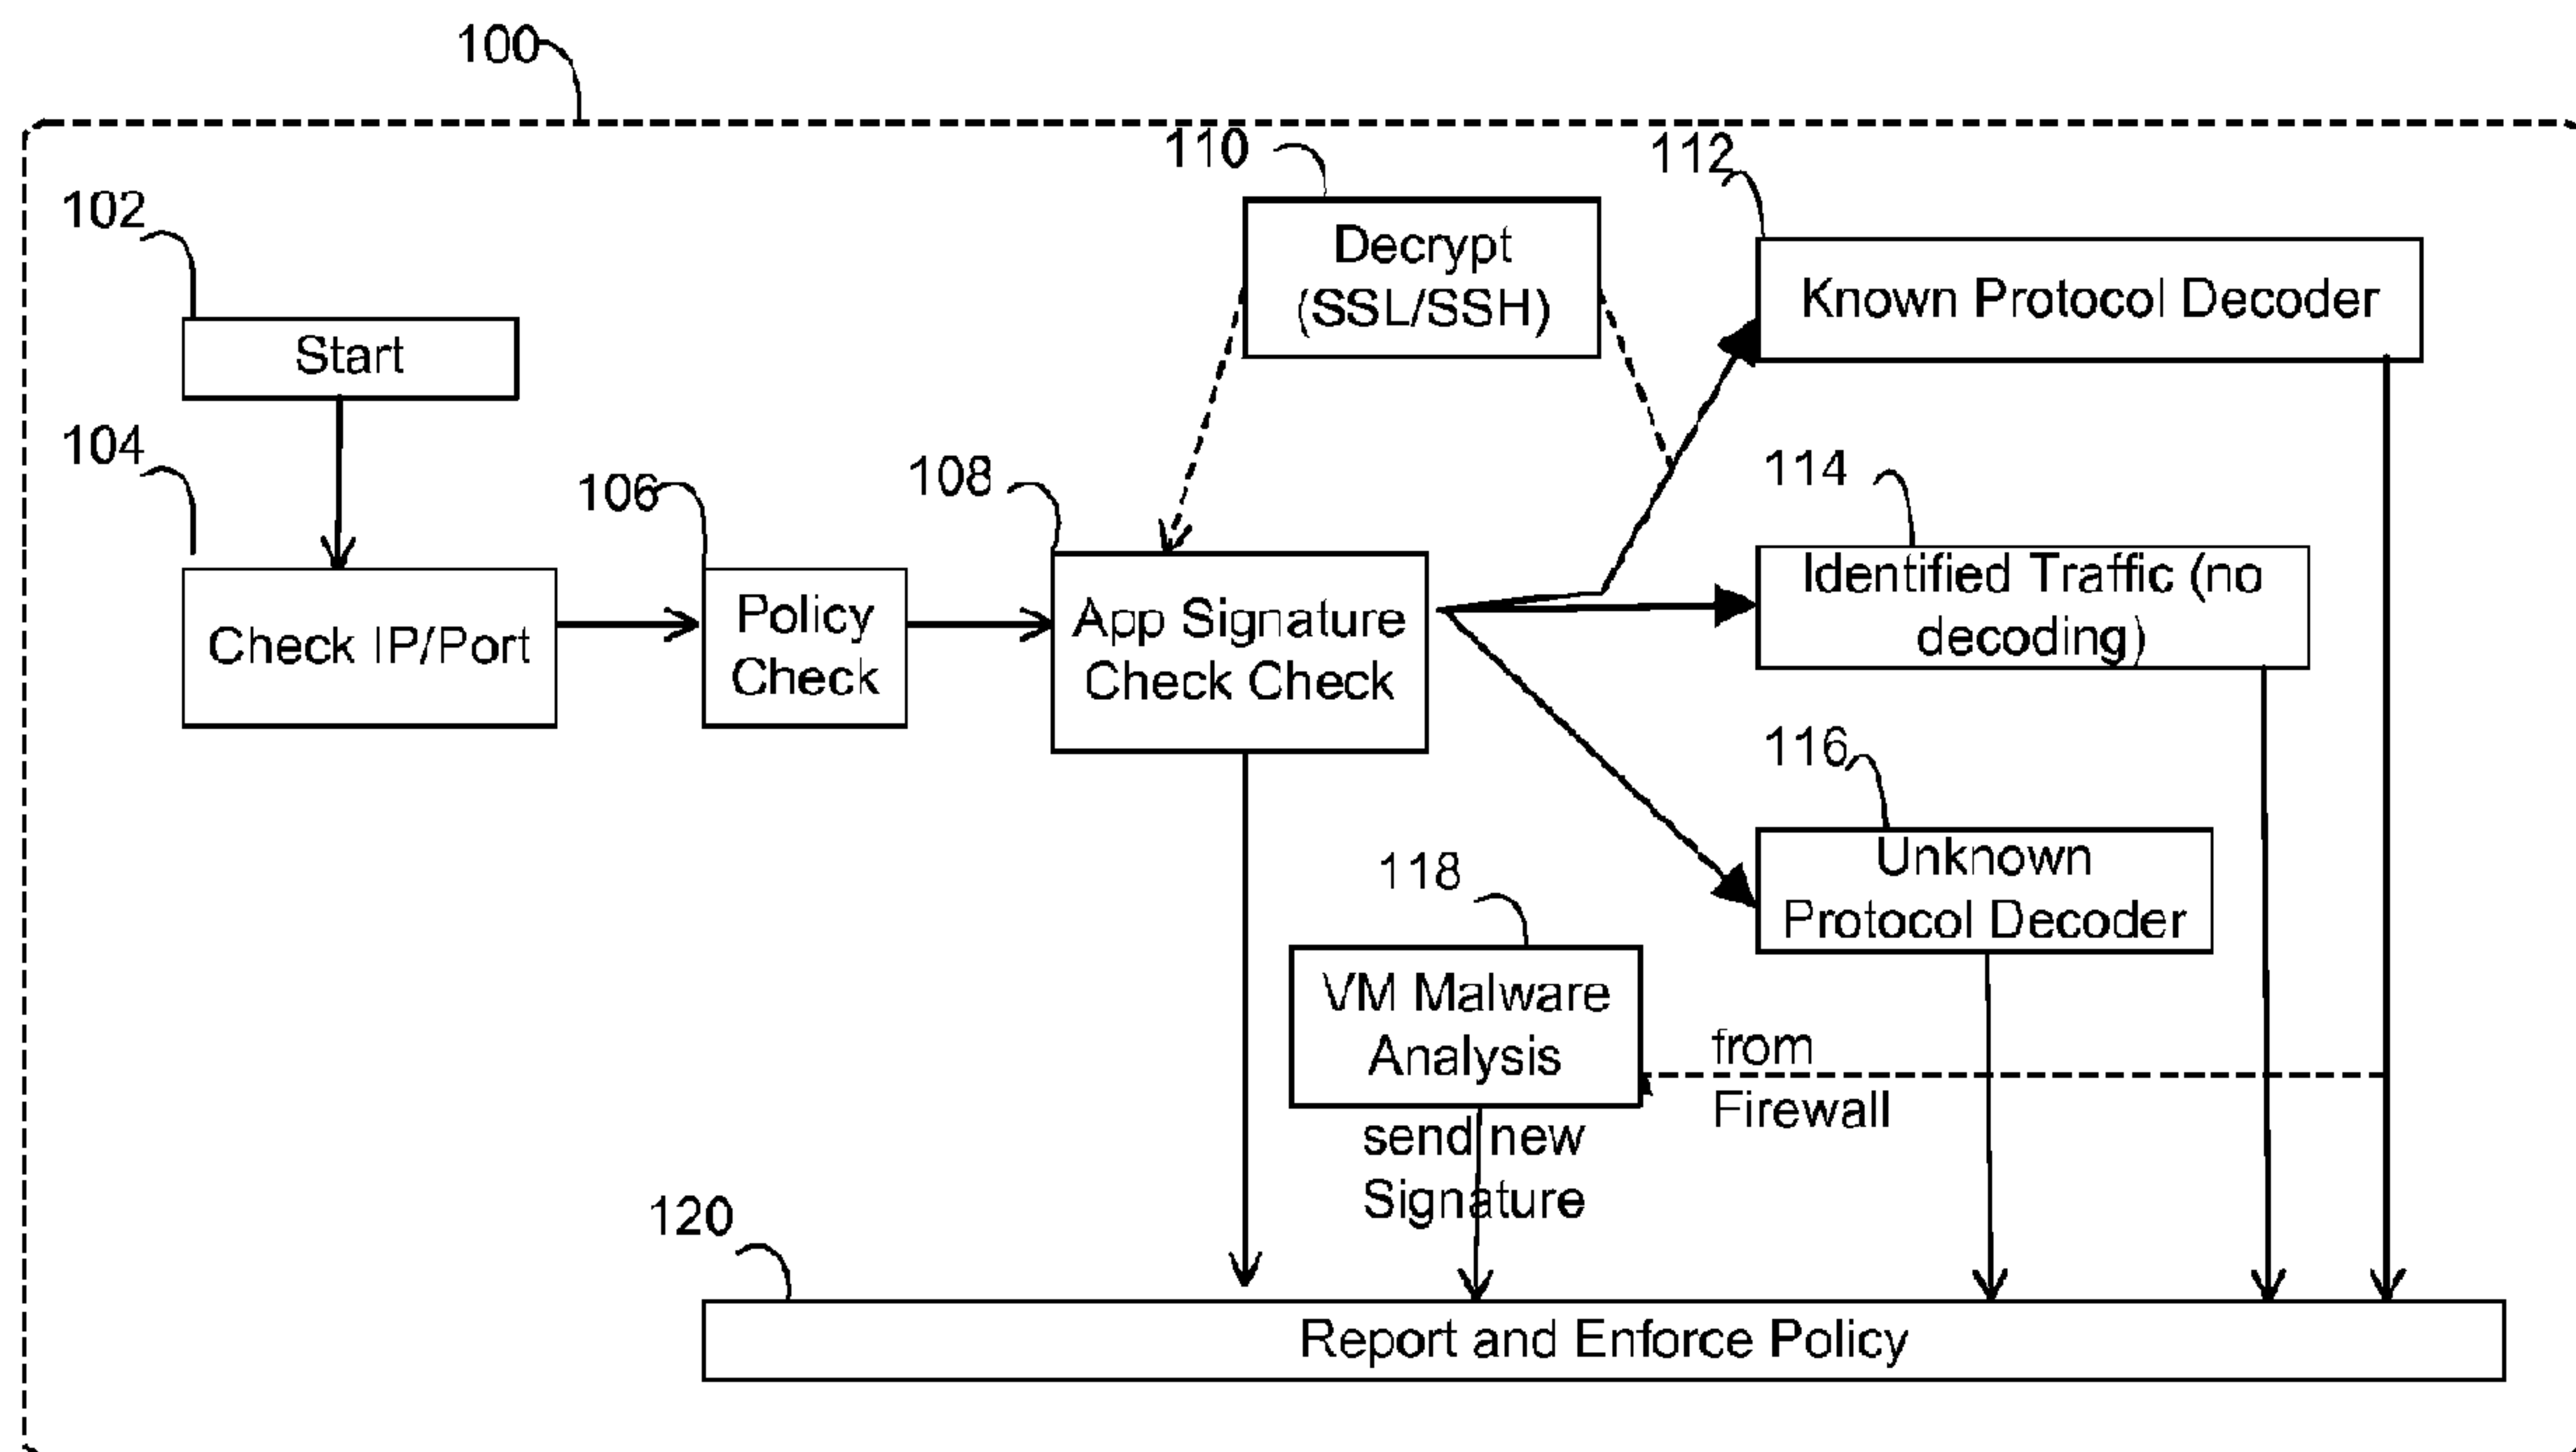 100
110
112
102
Decrypt
(SSL/SSH)
Known Protocol Decoder
Start
104
106
108
114
Check IP/Port
Policy
Check
App Signature
Check Check
Identified Traffic (no
decoding)
116
Unknown
Protocol Decoder
118
VM Malware
Analysis
from
Firewall
send new
Signature
120
Report and Enforce Policy